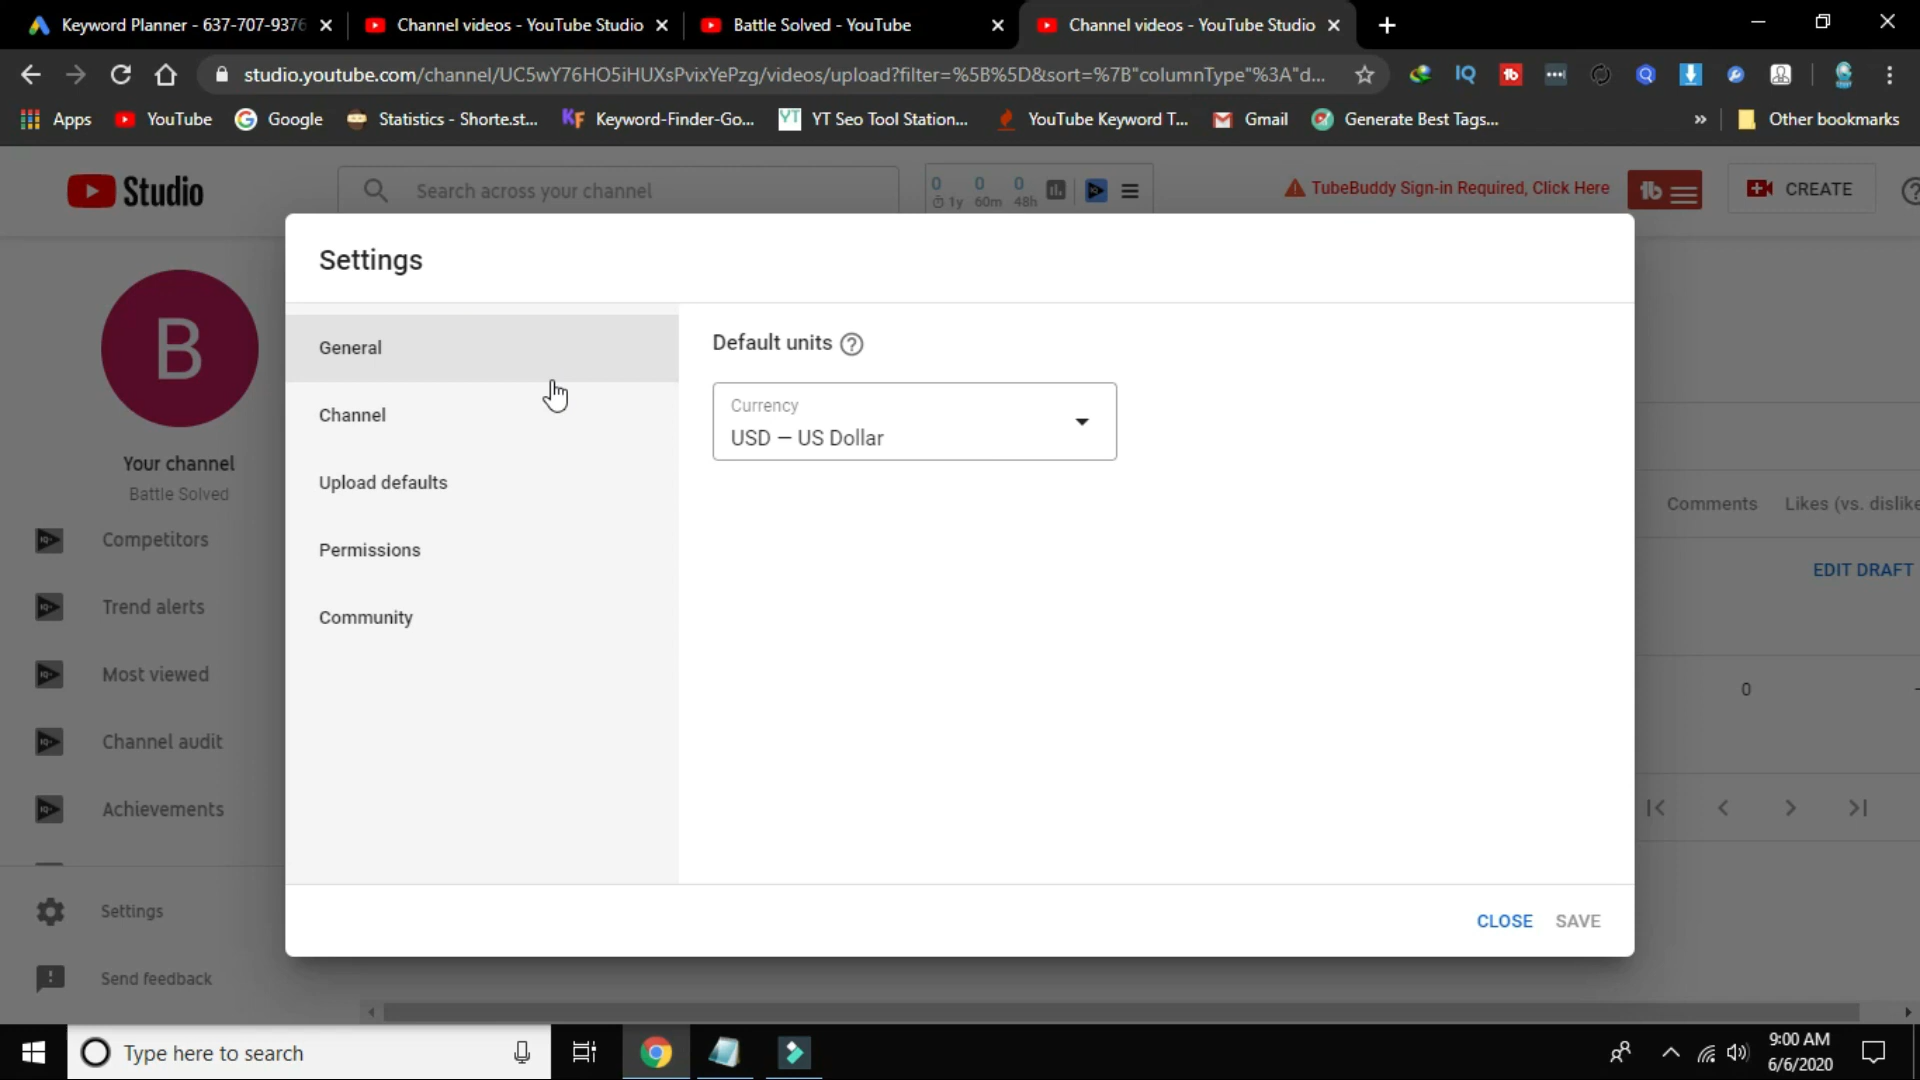 Keyword Planner - 637-707-9376
Channel videos - YouTube Studio
Battle Solved - YouTube
Channel videos - YouTube Studio
studio.youtube.com/channel/UC5wY76HO5iHUXsPvixYePzg/videos/upload?filter=%5B%5D&sort=%7B"columnType"%3A"d...
IQ
Apps
YouTube
Google
Statistics - Shorte.st...
KF Keyword-Finder-Go...
YT YT Seo Tool Station...
YouTube Keyword T...
Gmail
Generate Best Tags...
»
Other bookmarks
Studio
Search across your channel
0 0 0
1y 60m 48h
TubeBuddy Sign-in Required, Click Here
CREATE
B
Your channel
Battle Solved
Competitors
Trend alerts
Most viewed
Channel audit
Achievements
Settings
Send feedback
Settings
General
Channel
Upload defaults
Permissions
Community
Default units
Currency
USD — US Dollar
CLOSE
SAVE
Comments
Likes (vs. dislike
EDIT DRAFT
0
Type here to search
9:00 AM
6/6/2020